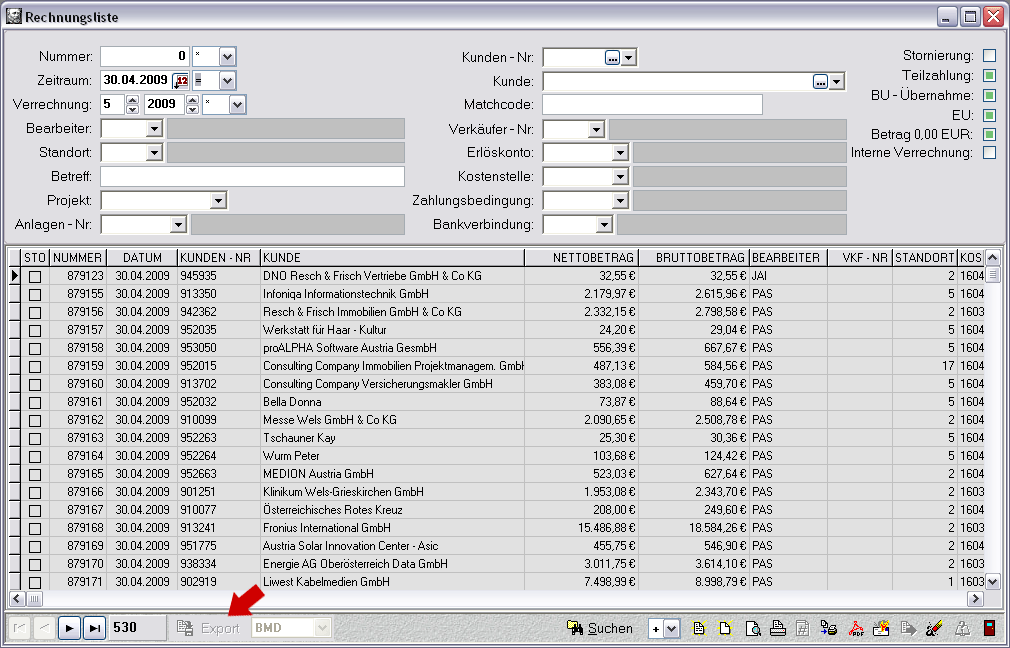 Rechnungsliste
Nummer: 0 *
Zeitraum: 30.04.2009 30 12 =
Verrechnung: 5 2009 *
Bearbeiter:
Standort:
Betreff:
Projekt:
Anlagen - Nr:
Kunden - Nr: ...
Kunde: ...
Matchcode:
Verkäufer - Nr:
Erlöskonto:
Kostenstelle:
Zahlungsbedingung:
Bankverbindung:
Stornierung:
Teilzahlung:
BU - Übernahme:
EU:
Betrag 0,00 EUR:
Interne Verrechnung:
STO NUMMER DATUM KUNDEN - NR KUNDE NETTOBETRAG BRUTTOBETRAG BEARBEITER VKF - NR STANDORT KOS
879123 30.04.2009 945935 DNO Resch & Frisch Vertriebe GmbH & Co KG 32,55 € 32,55 € JAI 2 1604
879155 30.04.2009 913350 Infoniqa Informationstechnik GmbH 2.179,97 € 2.615,96 € PAS 5 1604
879156 30.04.2009 942362 Resch & Frisch Immobilien GmbH & Co KG 2.332,15 € 2.798,58 € PAS 2 1603
879157 30.04.2009 952035 Werkstatt für Haar - Kultur 24,20 € 29,04 € PAS 5 1604
879158 30.04.2009 953050 proALPHA Software Austria GesmbH 556,39 € 667,67 € PAS 5 1604
879159 30.04.2009 952015 Consulting Company Immobilien Projektmanagem. Gmbl 487,13 € 584,56 € PAS 17 1604
879160 30.04.2009 913702 Consulting Company Versicherungsmakler GmbH 383,08 € 459,70 € PAS 5 1604
879161 30.04.2009 952032 Bella Donna 73,87 € 88,64 € PAS 5 1604
879162 30.04.2009 910099 Messe Wels GmbH & Co KG 2.090,65 € 2.508,78 € PAS 2 1604
879163 30.04.2009 952263 Tschauner Kay 25,30 € 30,36 € PAS 5 1604
879164 30.04.2009 952264 Wurm Peter 103,68 € 124,42 € PAS 5 1604
879165 30.04.2009 952663 MEDION Austria GmbH 523,03 € 627,64 € PAS 2 1604
879166 30.04.2009 901251 Klinikum Wels-Grieskirchen GmbH 1.953,08 € 2.343,70 € PAS 2 1603
879167 30.04.2009 910077 Österreichisches Rotes Kreuz 208,00 € 249,60 € PAS 2 1604
879168 30.04.2009 913241 Fronius International GmbH 15.486,88 € 18.584,26 € PAS 2 1603
879169 30.04.2009 951775 Austria Solar Innovation Center - Asic 455,75 € 546,90 € PAS 2 1604
879170 30.04.2009 938334 Energie AG Oberösterreich Data GmbH 3.011,75 € 3.614,10 € PAS 2 1603
879171 30.04.2009 902919 Liwest Kabelmedien GmbH 7.498,99 € 8.998,79 € PAS 1 1603
530 Export BMD Suchen + PDF